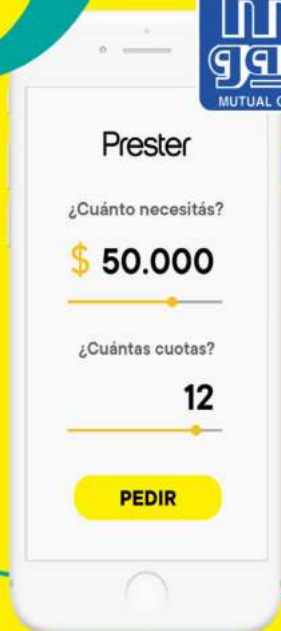 MUTUAL
Prester
¿Cuánto necesitás?
$ 50.000
¿Cuántas cuotas?
12
PEDIR